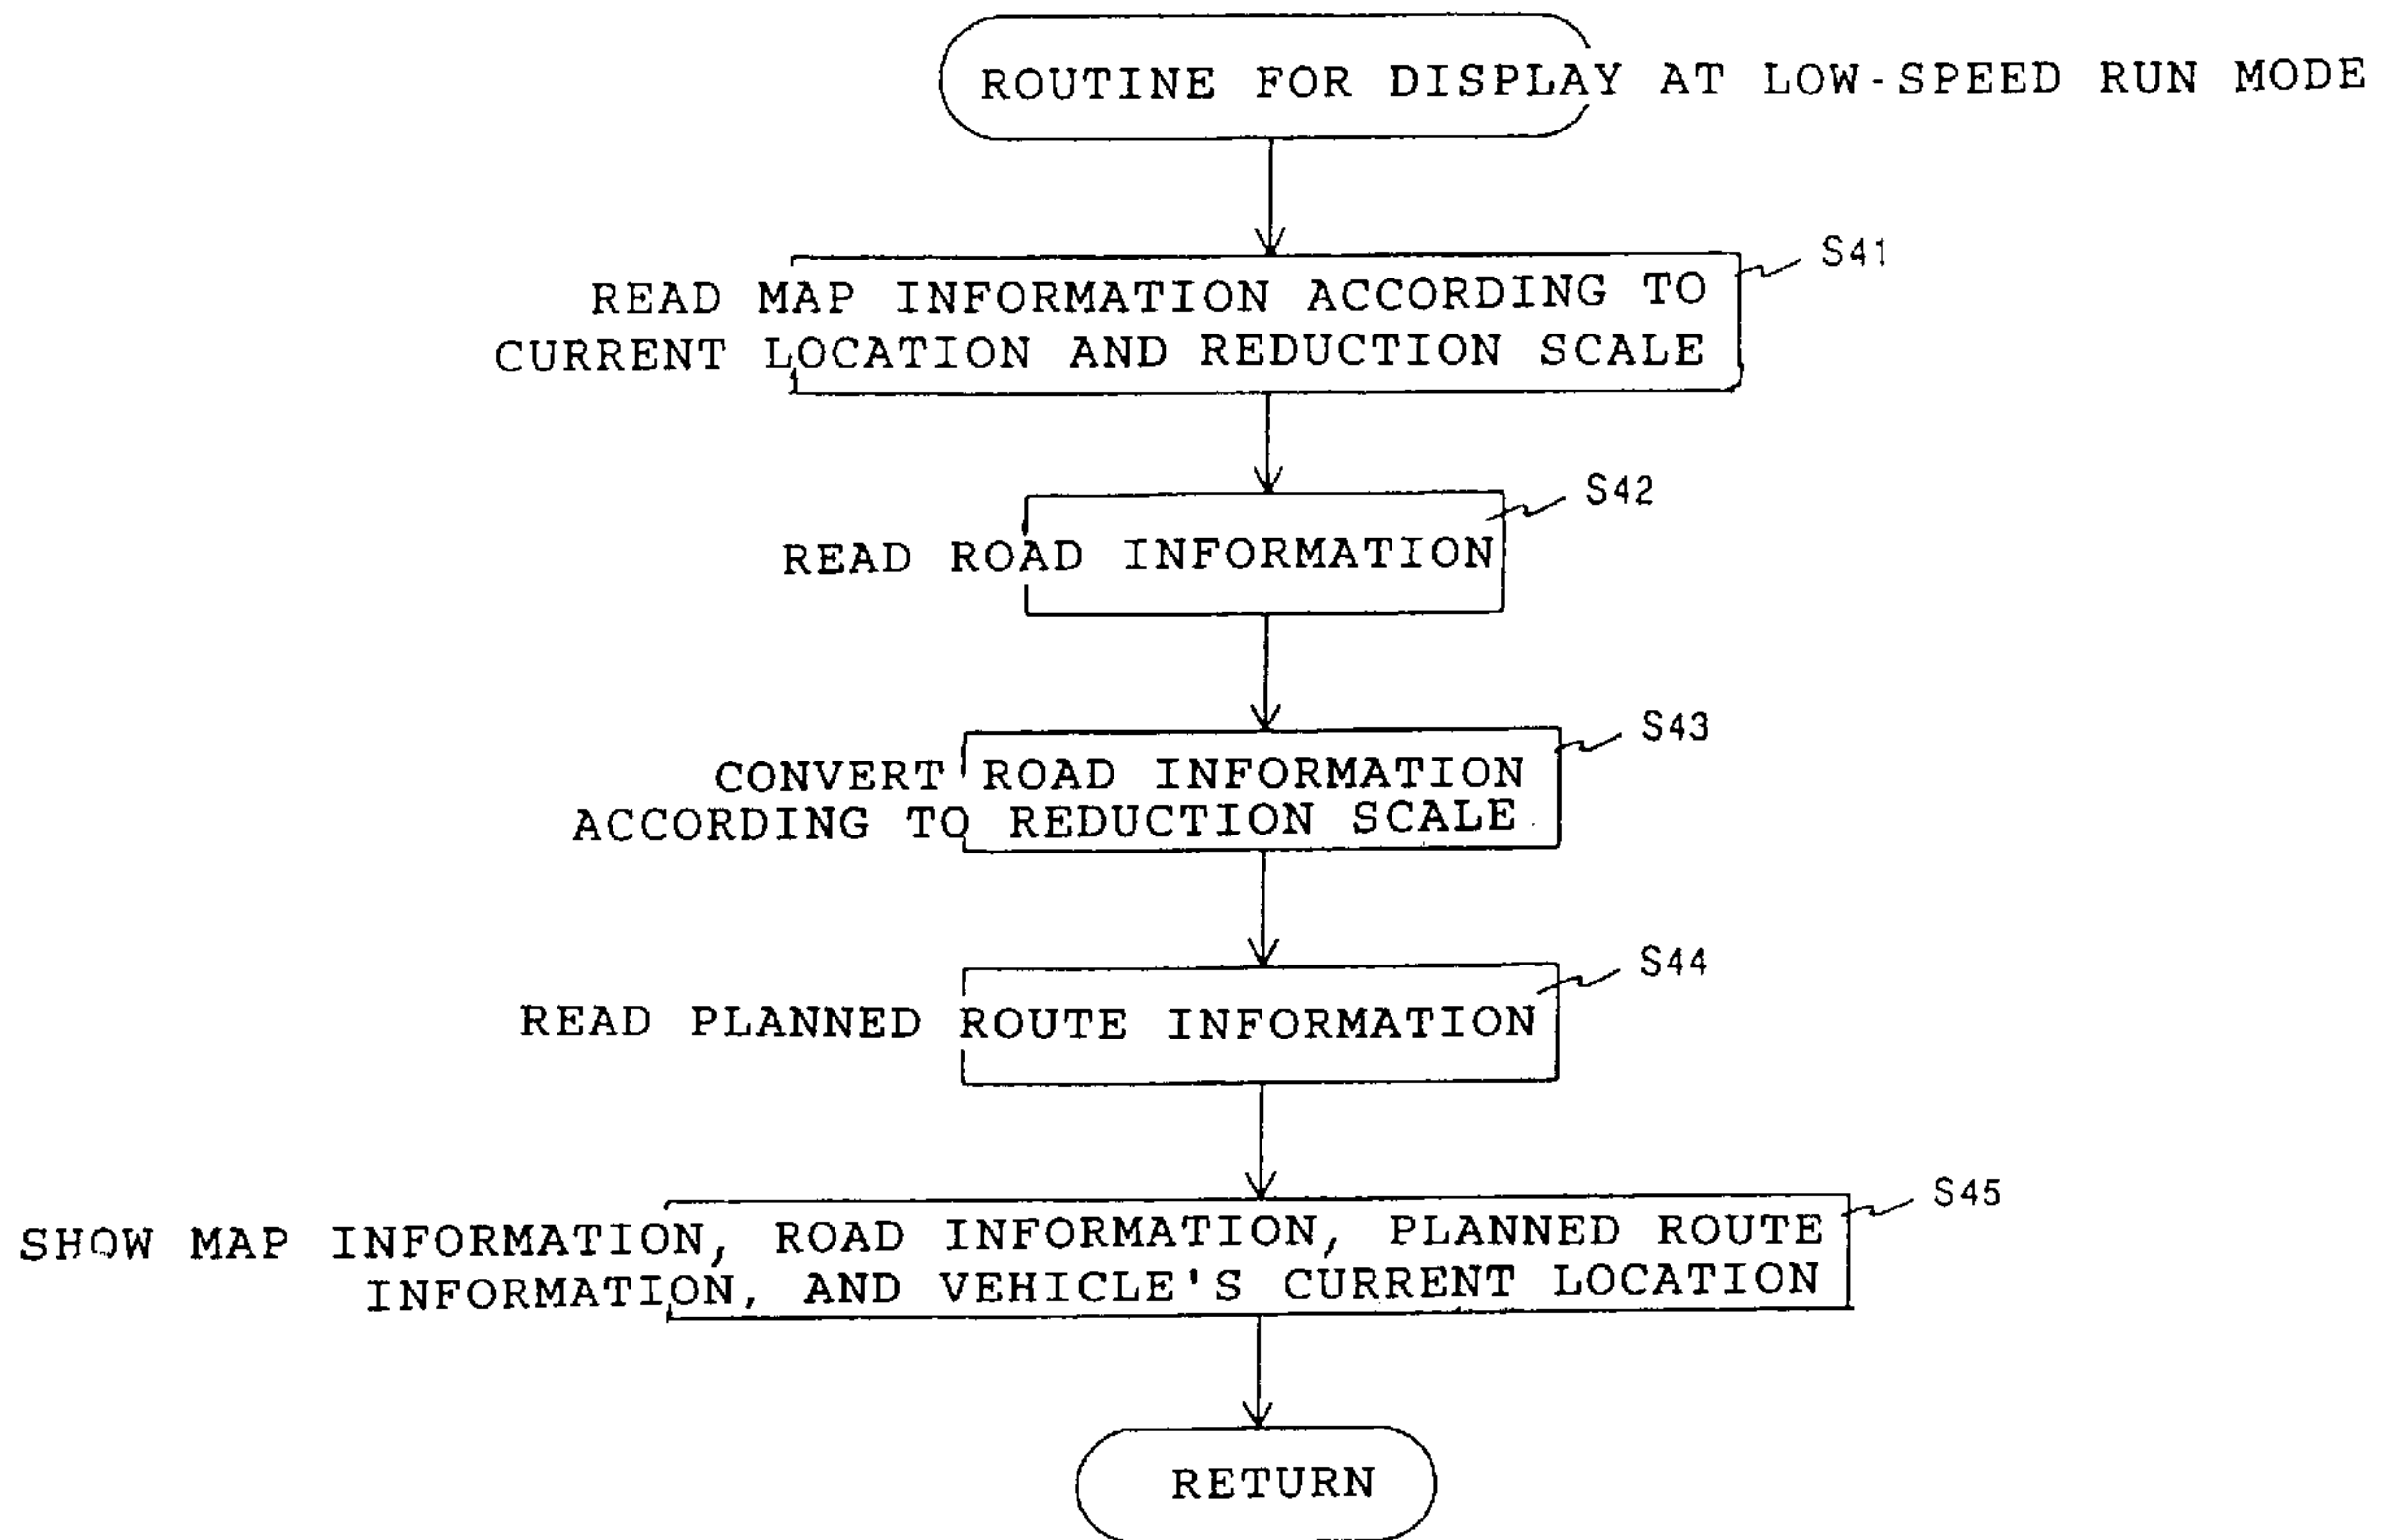 ROUTINE FOR DISPLAY AT LOW-SPEED RUN MODE
S41
READ MAP INFORMATION ACCORDING TO
CURRENT LOCATION AND REDUCTION SCALE
S42
READ ROAD INFORMATION
S43
CONVERT ROAD INFORMATION
ACCORDING TO REDUCTION SCALE
S44
READ PLANNED ROUTE INFORMATION
S45
SHOW MAP INFORMATION, ROAD INFORMATION, PLANNED ROUTE
INFORMATION, AND VEHICLE'S CURRENT LOCATION
RETURN